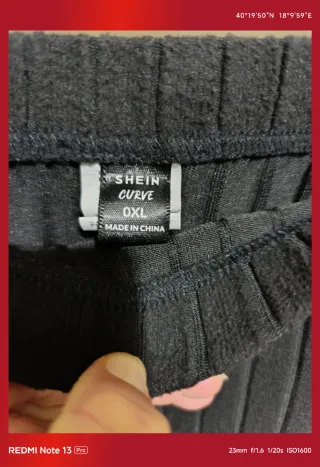 40°19'50"N 18°9'59"E
SHEIN
CURVE
0XL
MADE IN CHINA
REDMI Note 13 Pro
23mm f/1.6 1/20s ISO1600